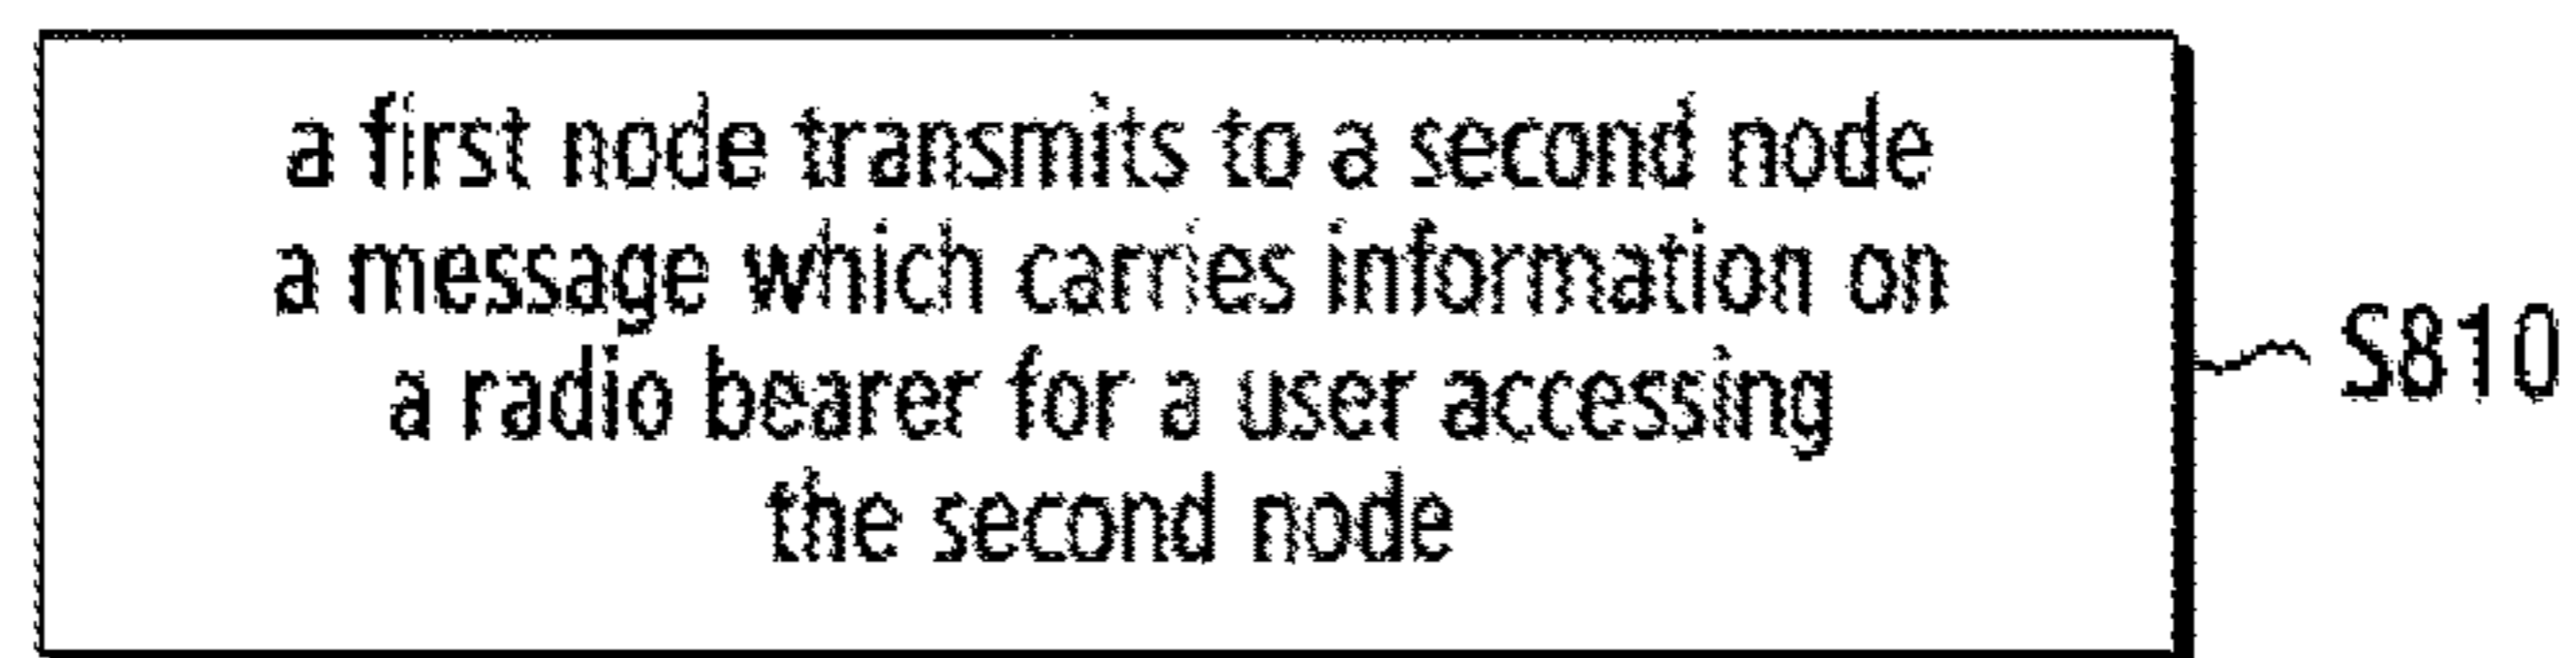 a first node transmits to a second node
a message which carries information on
a radio bearer for a user accessing
the second node
S810